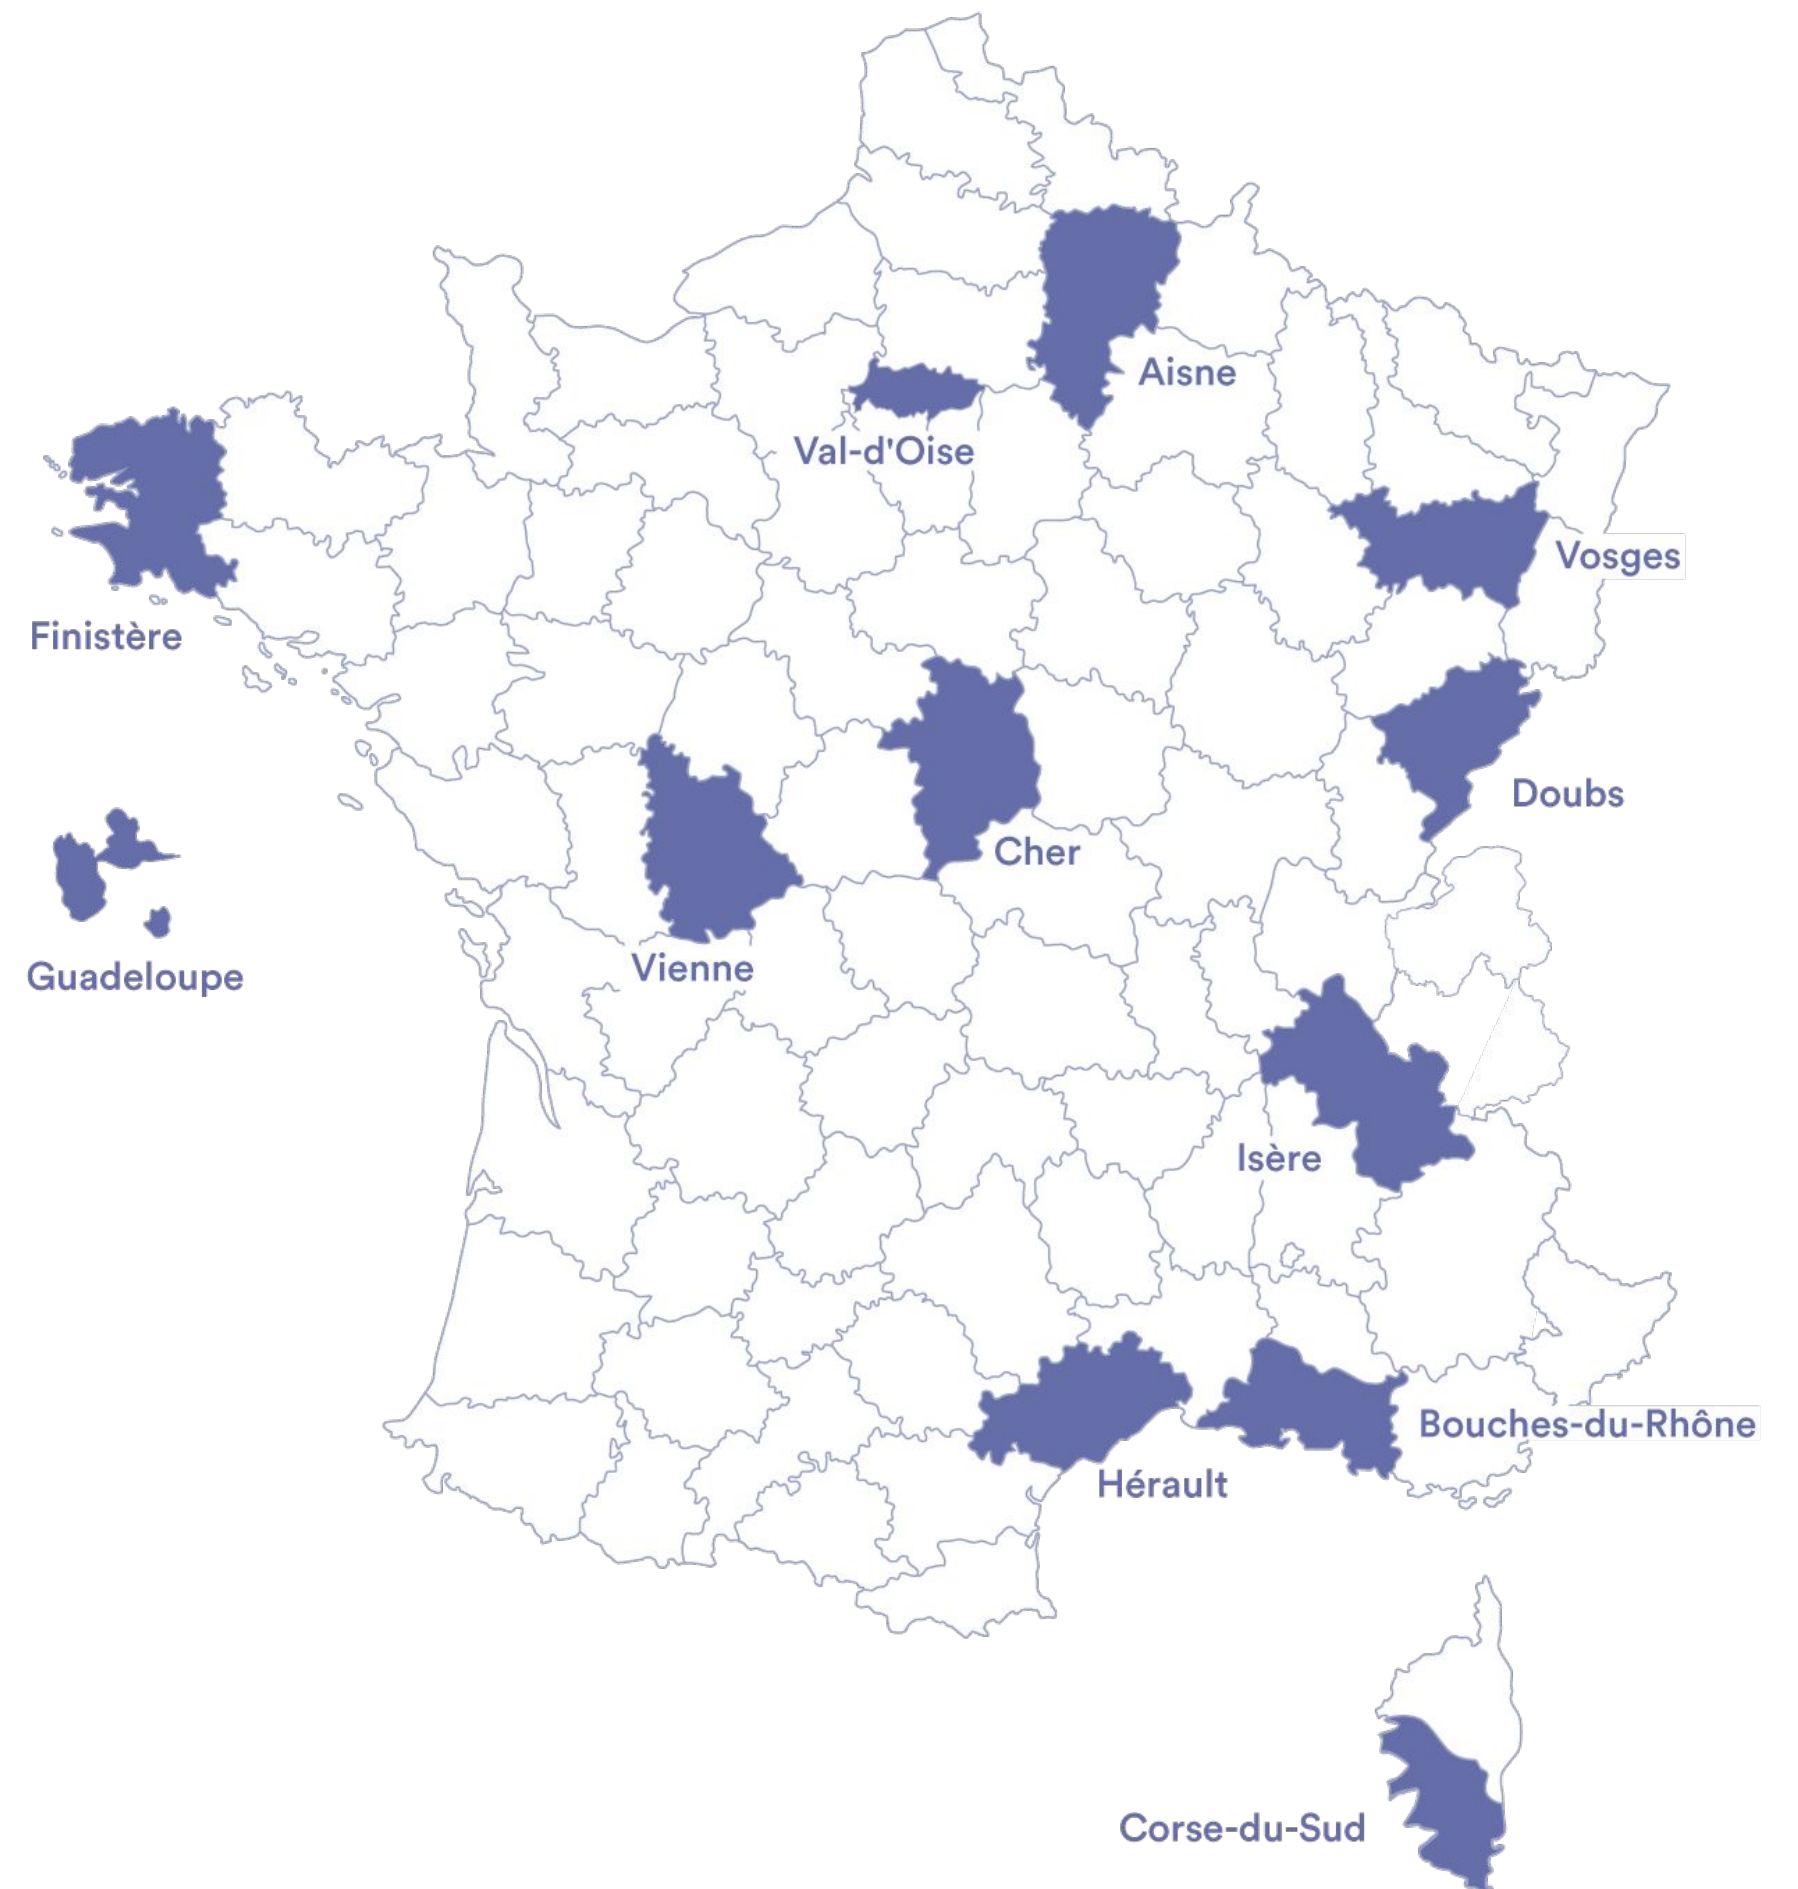 Aisne
Val-d'Oise
Vosges
Finistère
Doubs
Cher
Vienne
Guadeloupe
Isère
Bouches-du-Rhône
Hérault
Corse-du-Sud